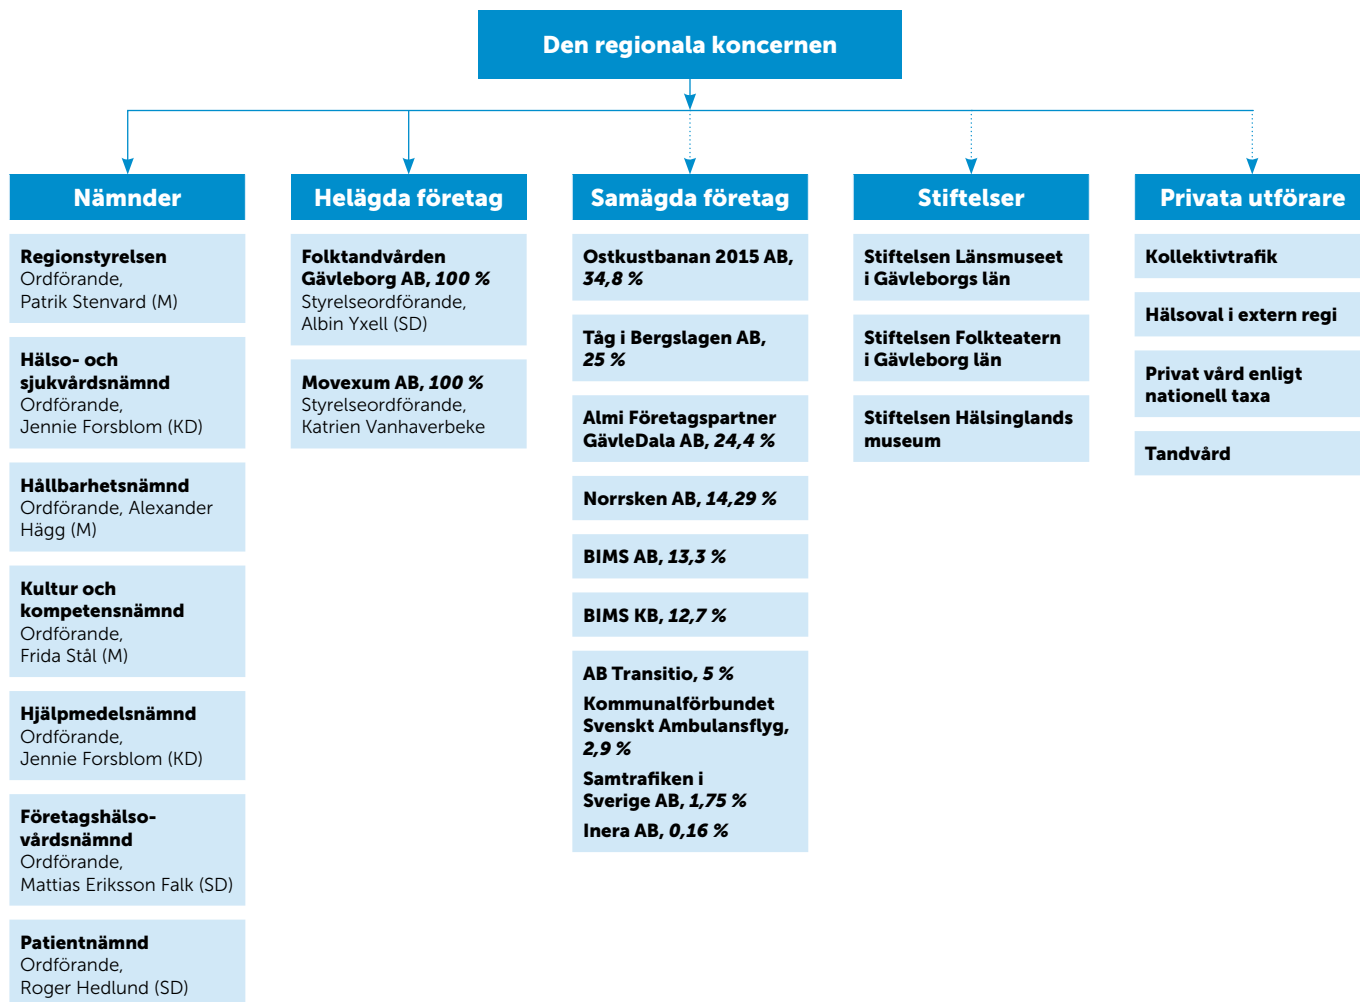 Den regionala koncernen
Nämnder
Regionstyrelsen
Ordförande,
Patrik Stenvard (M)
Hälso- och
sjukvårdsnämnd
Ordförande,
Jennie Forsblom (KD)
Hållbarhetsnämnd
Ordförande, Alexander
Hägg (M)
Kultur och
kompetensnämnd
Ordförande,
Frida Stål (M)
Hjälpmedelsnämnd
Ordförande,
Jennie Forsblom (KD)
Företagshälso-
vårdsnämnd
Ordförande,
Mattias Eriksson Falk (SD)
Patientnämnd
Ordförande,
Roger Hedlund (SD)
Helägda företag
Folktandvården
Gävleborg AB, 100 %
Styrelseordförande,
Albin Yxell (SD)
Movexum AB, 100 %
Styrelseordförande,
Katrien Vanhaverbeke
Samägda företag
Ostkustbanan 2015 AB,
34,8 %
Tåg i Bergslagen AB,
25 %
Almi Företagspartner
GävleDala AB, 24,4 %
Norrsken AB, 14,29 %
BIMS AB, 13,3 %
BIMS KB, 12,7 %
AB Transitio, 5 %
Kommunalförbundet
Svenskt Ambulansflyg,
2,9 %
Samtrafiken i
Sverige AB, 1,75 %
Inera AB, 0,16 %
Stiftelser
Stiftelsen Länsmuseet
i Gävleborgs län
Stiftelsen Folkteatern
i Gävleborg län
Stiftelsen Hälsinglands
museum
Privata utförare
Kollektivtrafik
Hälsoval i extern regi
Privat vård enligt
nationell taxa
Tandvård